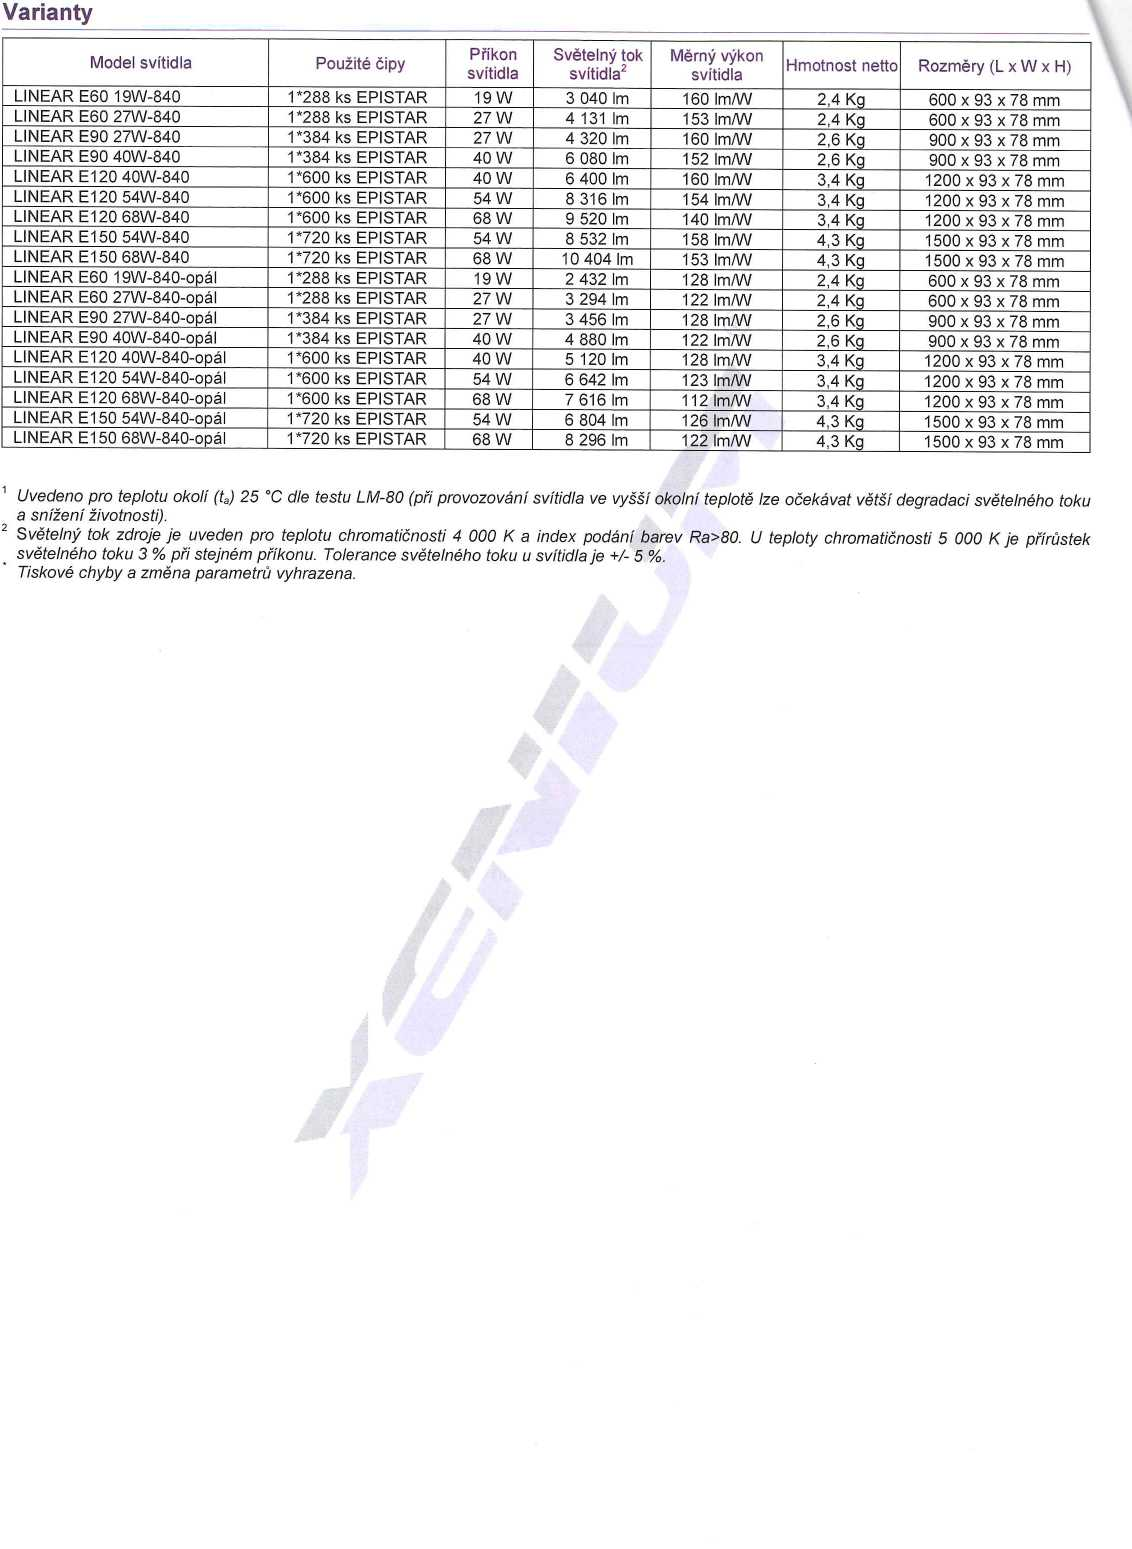 Varianty
Model svítidla Použité čipy Příkon svítidla Světelný tok svítidla² Měrný výkon svítidla Hmotnost netto Rozměry (L x W x H)
LINEAR E60 19W-840 1*288 ks EPISTAR 19 W 3 040 lm 160 lm/W 2,4 Kg 600 x 93 x 78 mm
LINEAR E60 27W-840 1*288 ks EPISTAR 27 W 4 131 lm 153 lm/W 2,4 Kg 600 x 93 x 78 mm
LINEAR E90 27W-840 1*384 ks EPISTAR 27 W 4 320 lm 160 lm/W 2,6 Kg 900 x 93 x 78 mm
LINEAR E90 40W-840 1*384 ks EPISTAR 40 W 6 080 lm 152 lm/W 2,6 Kg 900 x 93 x 78 mm
LINEAR E120 40W-840 1*600 ks EPISTAR 40 W 6 400 lm 160 lm/W 3,4 Kg 1200 x 93 x 78 mm
LINEAR E120 54W-840 1*600 ks EPISTAR 54 W 8 316 lm 154 lm/W 3,4 Kg 1200 x 93 x 78 mm
LINEAR E120 68W-840 1*600 ks EPISTAR 68 W 9 520 lm 140 lm/W 3,4 Kg 1200 x 93 x 78 mm
LINEAR E150 54W-840 1*720 ks EPISTAR 54 W 8 532 lm 158 lm/W 4,3 Kg 1500 x 93 x 78 mm
LINEAR E150 68W-840 1*720 ks EPISTAR 68 W 10 404 lm 153 lm/W 4,3 Kg 1500 x 93 x 78 mm
LINEAR E60 19W-840-opál 1*288 ks EPISTAR 19 W 2 432 lm 128 lm/W 2,4 Kg 600 x 93 x 78 mm
LINEAR E60 27W-840-opál 1*288 ks EPISTAR 27 W 3 294 lm 122 lm/W 2,4 Kg 600 x 93 x 78 mm
LINEAR E90 27W-840-opál 1*384 ks EPISTAR 27 W 3 456 lm 128 lm/W 2,6 Kg 900 x 93 x 78 mm
LINEAR E90 40W-840-opál 1*384 ks EPISTAR 40 W 4 880 lm 122 lm/W 2,6 Kg 900 x 93 x 78 mm
LINEAR E120 40W-840-opál 1*600 ks EPISTAR 40 W 5 120 lm 128 lm/W 3,4 Kg 1200 x 93 x 78 mm
LINEAR E120 54W-840-opál 1*600 ks EPISTAR 54 W 6 642 lm 123 lm/W 3,4 Kg 1200 x 93 x 78 mm
LINEAR E120 68W-840-opál 1*600 ks EPISTAR 68 W 7 616 lm 112 lm/W 3,4 Kg 1200 x 93 x 78 mm
LINEAR E150 54W-840-opál 1*720 ks EPISTAR 54 W 6 804 lm 126 lm/W 4,3 Kg 1500 x 93 x 78 mm
LINEAR E150 68W-840-opál 1*720 ks EPISTAR 68 W 8 296 lm 122 lm/W 4,3 Kg 1500 x 93 x 78 mm
¹ Uvedeno pro teplotu okolí (tₐ) 25 °C dle testu LM-80 (při provozování svítidla ve vyšší okolní teplotě lze očekávat větší degradaci světelného toku
a snížení životnosti).
² Světelný tok zdroje je uveden pro teplotu chromatičnosti 4 000 K a index podání barev Ra>80. U teploty chromatičnosti 5 000 K je přírůstek
světelného toku 3 % při stejném příkonu. Tolerance světelného toku u svítidla je +/- 5 %.
* Tiskové chyby a změna parametrů vyhrazena.
XENIUM